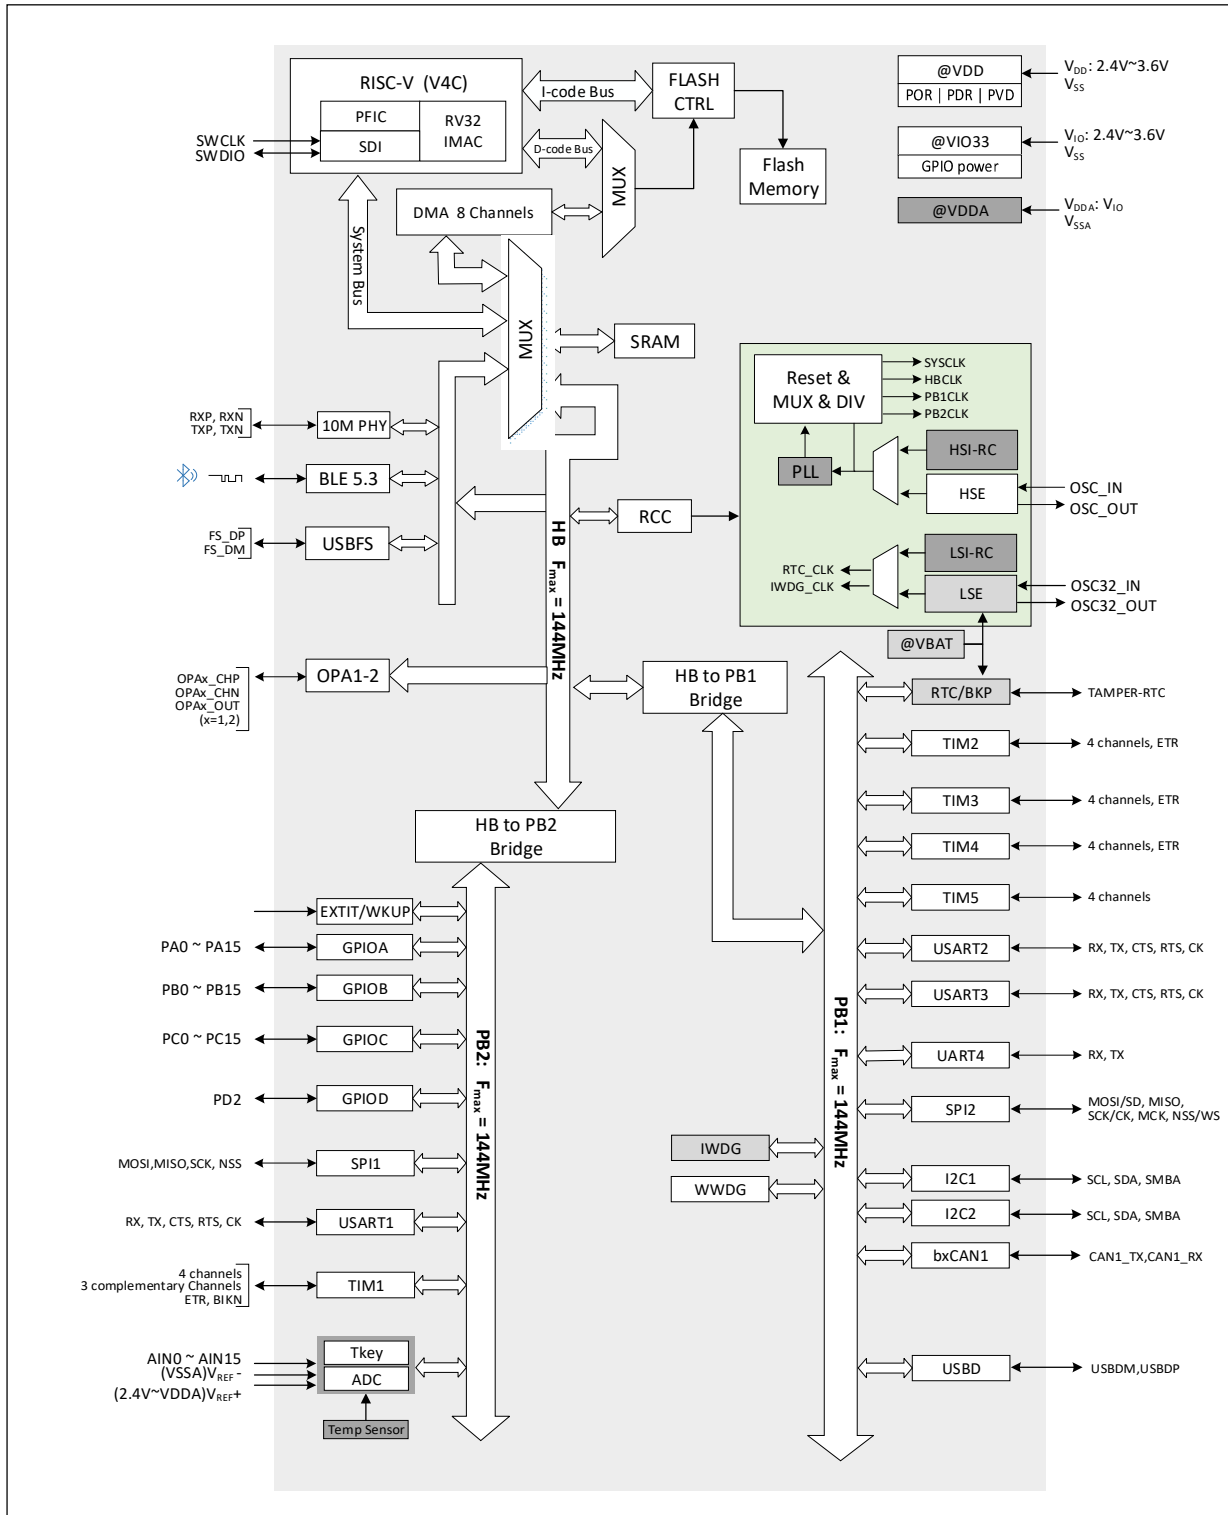 RISC-V (V4C)
PFIC
SDI
RV32
IMAC
SWCLK
SWDIO
I-code Bus
D-code Bus
FLASH
CTRL
MUX
Flash
Memory
@VDD
POR | PDR | PVD
VDD: 2.4V~3.6V
VSS
@VIO33
GPIO power
VIO: 2.4V~3.6V
VSS
@VDDA
VDDA: VIO
VSSA
DMA 8 Channels
System Bus
MUX
SRAM
RXP, RXN
TXP, TXN
10M PHY
BLE 5.3
FS_DP
FS_DM
USBFS
HB Fmax = 144MHz
RCC
Reset &
MUX & DIV
SYSCLK
HBCLK
PB1CLK
PB2CLK
PLL
HSI-RC
HSE
OSC_IN
OSC_OUT
RTC_CLK
IWDG_CLK
LSI-RC
LSE
OSC32_IN
OSC32_OUT
@VBAT
OPAx_CHP
OPAx_CHN
OPAx_OUT
(x=1,2)
OPA1-2
HB to PB1
Bridge
HB to PB2
Bridge
EXTIT/WKUP
PA0 ~ PA15
GPIOA
PB0 ~ PB15
GPIOB
PC0 ~ PC15
GPIOC
PD2
GPIOD
MOSI,MISO,SCK, NSS
SPI1
RX, TX, CTS, RTS, CK
USART1
4 channels
3 complementary Channels
ETR, BIKN
TIM1
AIN0 ~ AIN15
(VSSA)VREF -
(2.4V~VDDA)VREF+
Tkey
ADC
Temp Sensor
PB2: Fmax = 144MHz
PB1: Fmax = 144MHz
IWDG
WWDG
RTC/BKP
TAMPER-RTC
TIM2
4 channels, ETR
TIM3
4 channels, ETR
TIM4
4 channels, ETR
TIM5
4 channels
USART2
RX, TX, CTS, RTS, CK
USART3
RX, TX, CTS, RTS, CK
UART4
RX, TX
SPI2
MOSI/SD, MISO,
SCK/CK, MCK, NSS/WS
I2C1
SCL, SDA, SMBA
I2C2
SCL, SDA, SMBA
bxCAN1
CAN1_TX,CAN1_RX
USBD
USBDM,USBDP